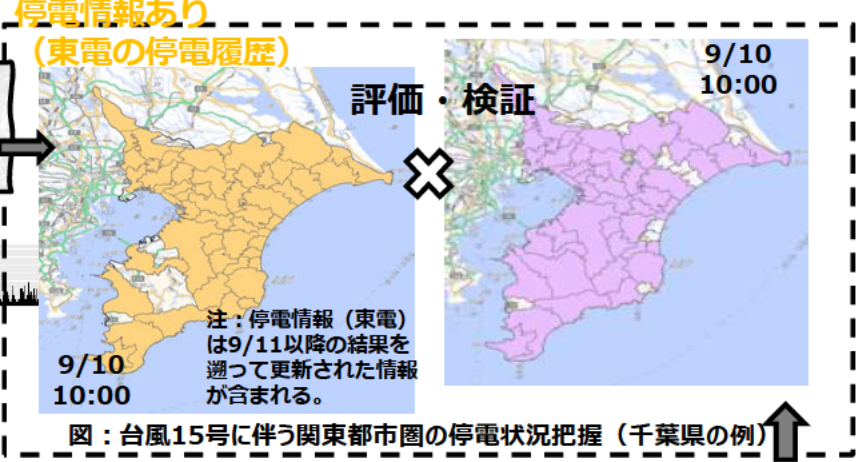 停電情報あり
（東電の停電履歴）
評価・検証
9/10
10:00
9/10
10:00
注：停電情報（東電）
は9/11以降の結果を
遡って更新された情報
が含まれる。
図：台風15号に伴う関東都市圏の停電状況把握（千葉県の例）